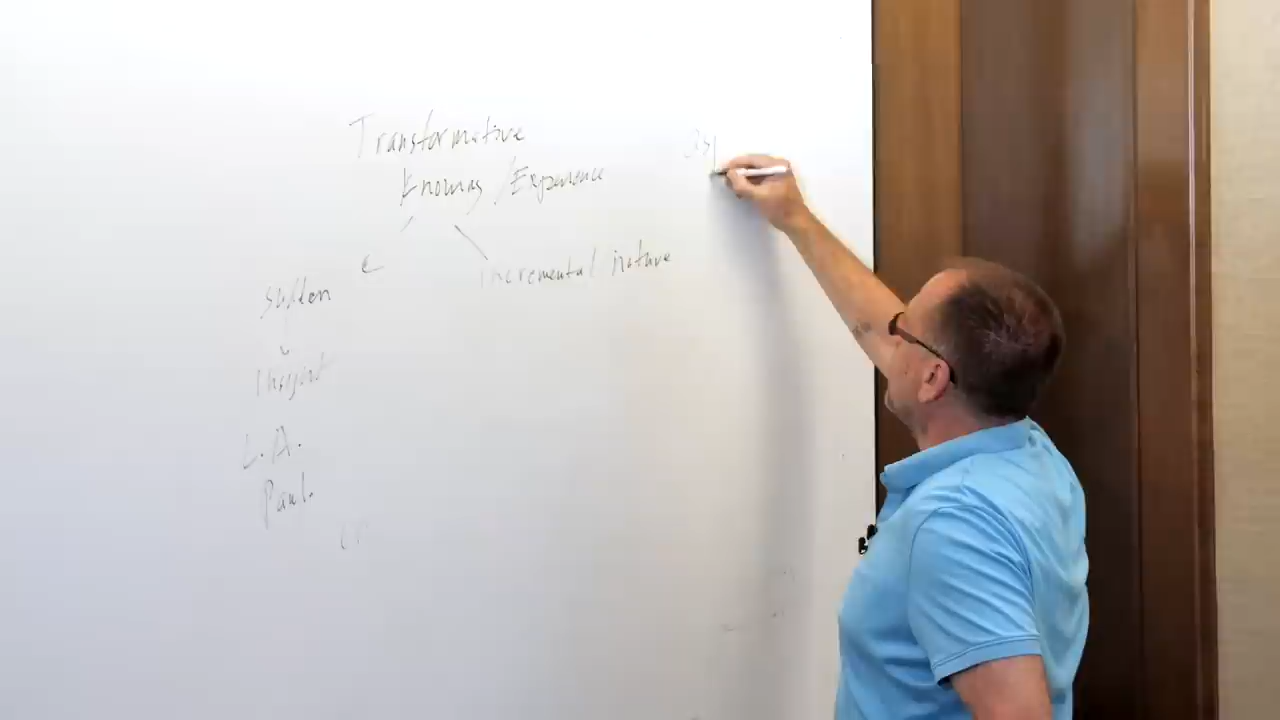 Transformative
Knowing / Experience
incremental nature
Sudden
insight
L.A.
Paul.